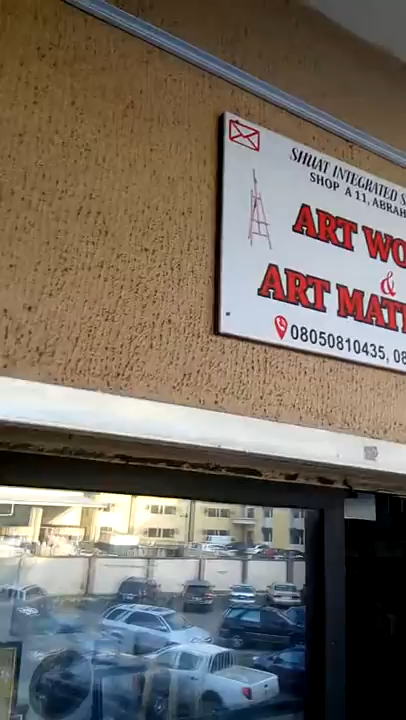 SHUAT INTEGRATED S
SHOP A 11, ABRAH
ART WO
&
ART MAT
08050810435, 08